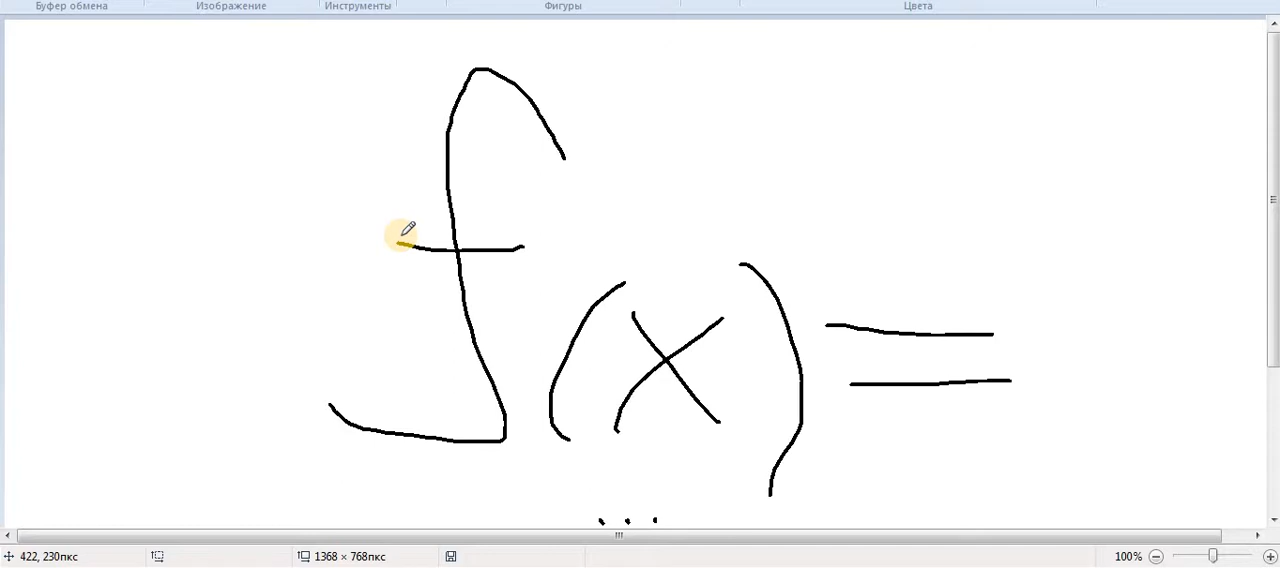 Буфер обмена Изображение Инструменты Фигуры Цвета
f(x)=
...
422, 230пкс 1368 × 768пкс 100%